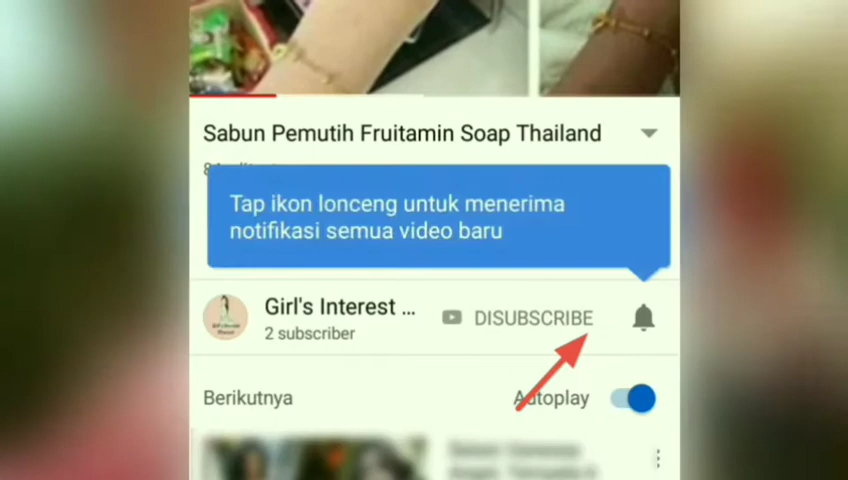 Sabun Pemutih Fruitamin Soap Thailand
Tap ikon lonceng untuk menerima
notifikasi semua video baru
Girl's Interest ...
DISUBSCRIBE
2 subscriber
Berikutnya
Autoplay